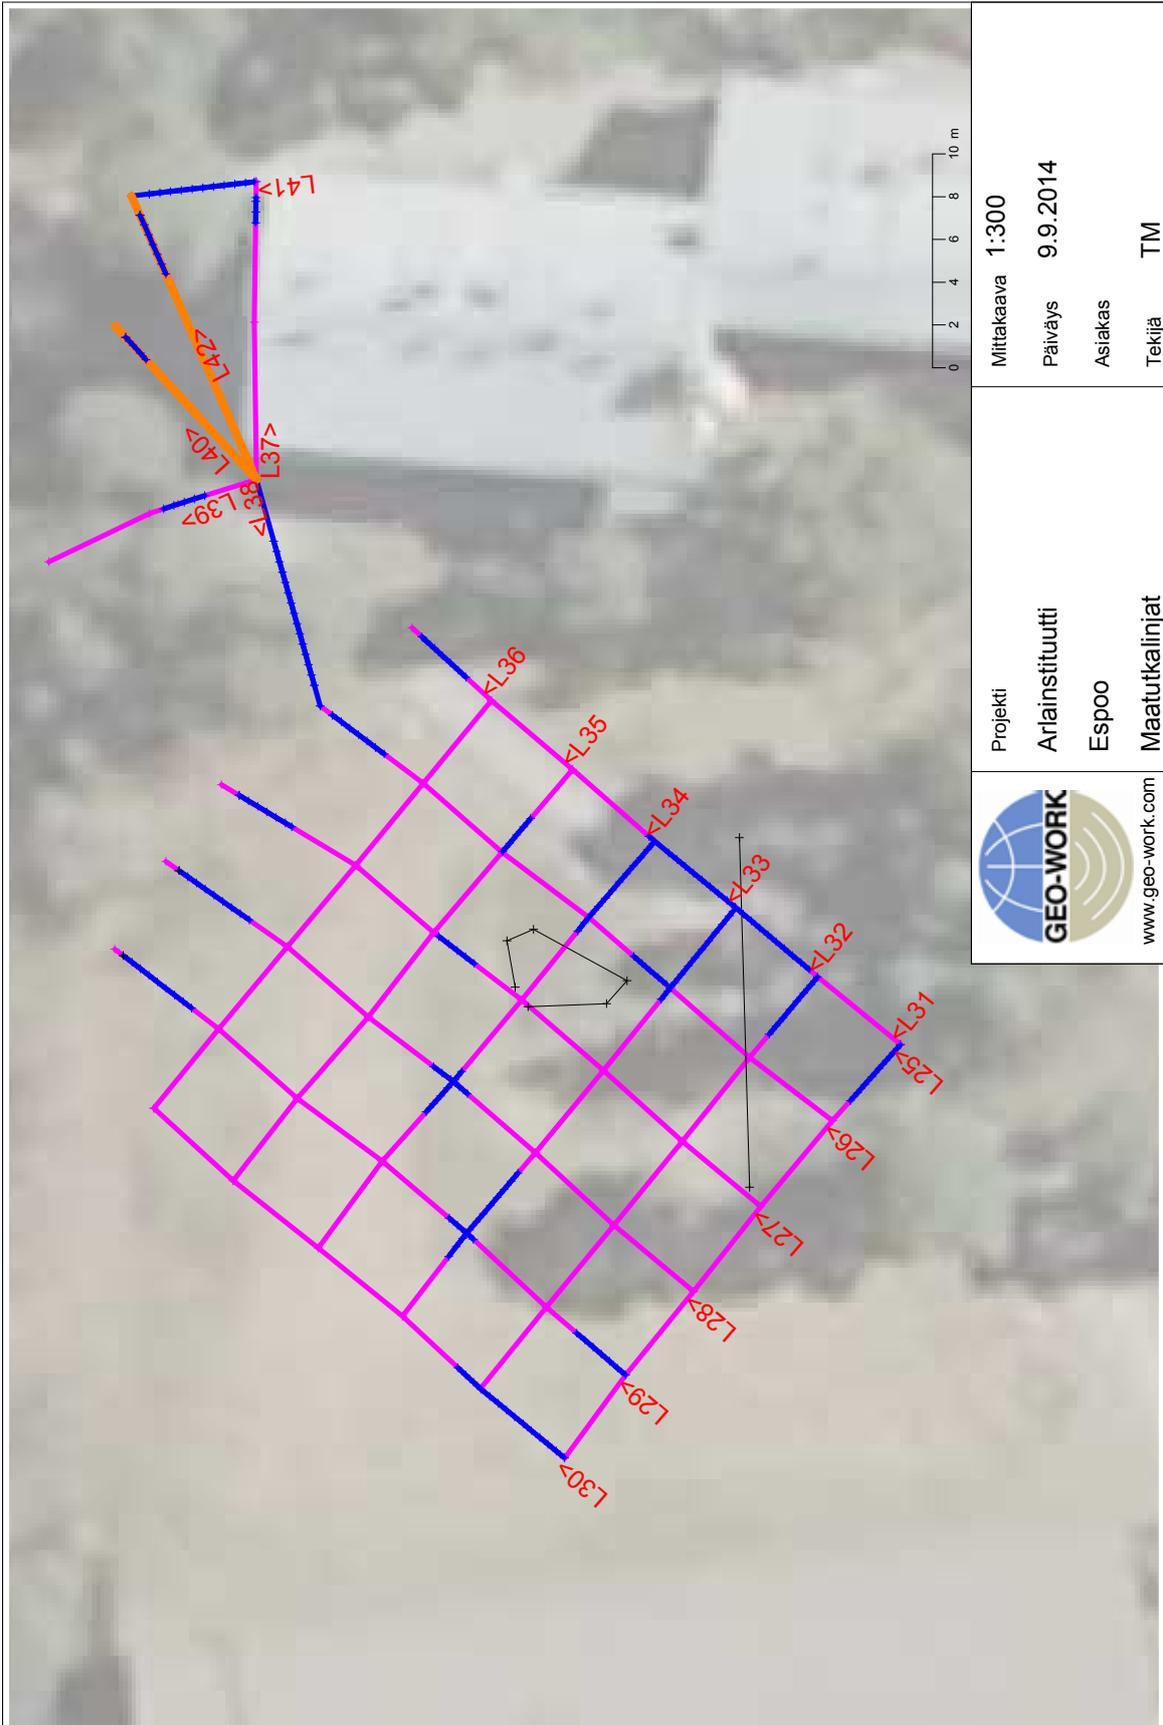 L41>
L42>
L40>
L37>
<L38
L39>
<L36
<L35
<L34
<L33
<L32
<L31
L25>
L26>
L27>
L28>
L29>
L30>
0 2 4 6 8 10 m
GEO-WORK
www.geo-work.com
Projekti
Arlainstituutti
Espoo
Maatutkalinjat
Mittakaava 1:300
Päiväys 9.9.2014
Asiakas
Tekijä TM